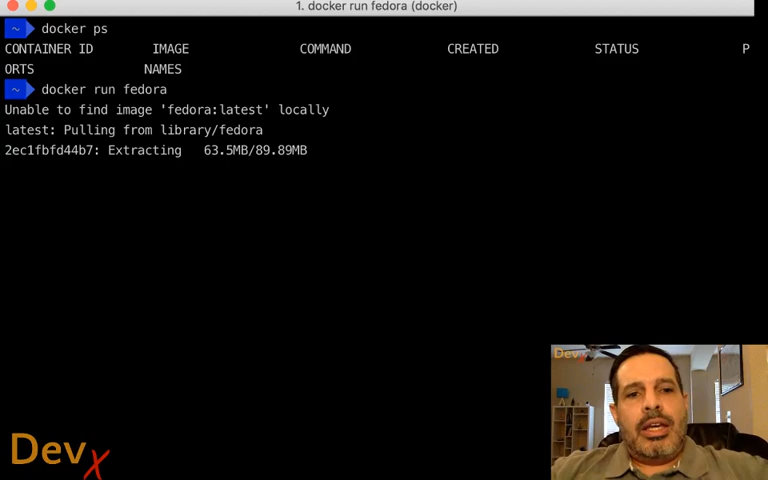 1. docker run fedora (docker)
~ docker ps
CONTAINER ID IMAGE COMMAND CREATED STATUS P
ORTS NAMES
~ docker run fedora
Unable to find image 'fedora:latest' locally
latest: Pulling from library/fedora
2ec1fbfd44b7: Extracting 63.5MB/89.89MB
Devx
Devx